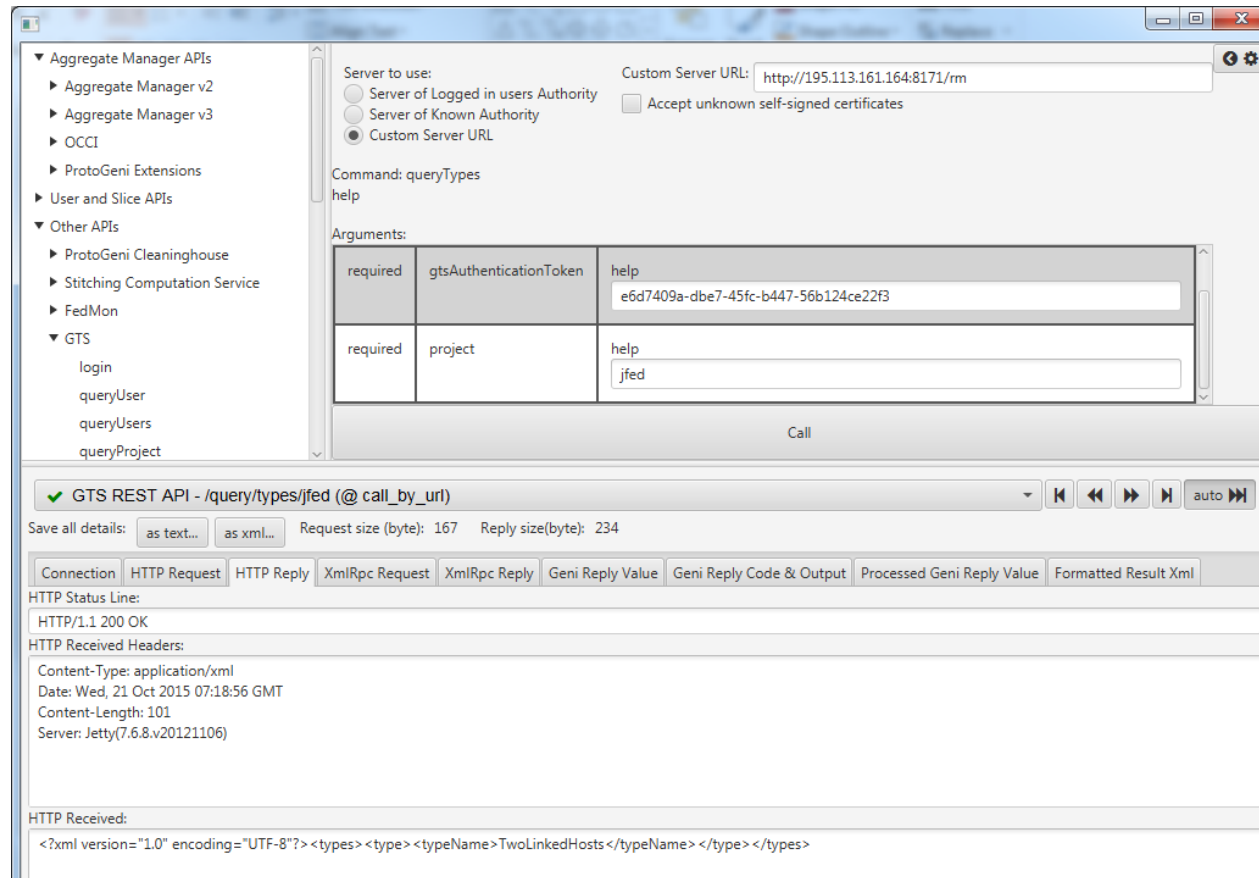 Aggregate Manager APIs
Aggregate Manager v2
Aggregate Manager v3
OCCI
ProtoGeni Extensions
User and Slice APIs
Other APIs
ProtoGeni Cleaninghouse
Stitching Computation Service
FedMon
GTS
login
queryUser
queryUsers
queryProject
Server to use:
Server of Logged in users Authority
Server of Known Authority
Custom Server URL
Custom Server URL: http://195.113.161.164:8171/rm
Accept unknown self-signed certificates
Command: queryTypes
help
Arguments:
required gtsAuthenticationToken help
e6d7409a-dbe7-45fc-b447-56b124ce22f3
required project help
jfed
Call
GTS REST API - /query/types/jfed (@ call_by_url)
auto
Save all details: as text... as xml... Request size (byte): 167 Reply size(byte): 234
Connection HTTP Request HTTP Reply XmlRpc Request XmlRpc Reply Geni Reply Value Geni Reply Code & Output Processed Geni Reply Value Formatted Result Xml
HTTP Status Line:
HTTP/1.1 200 OK
HTTP Received Headers:
Content-Type: application/xml
Date: Wed, 21 Oct 2015 07:18:56 GMT
Content-Length: 101
Server: Jetty(7.6.8.v20121106)
HTTP Received:
<?xml version="1.0" encoding="UTF-8"?><types><type><typeName>TwoLinkedHosts</typeName></type></types>